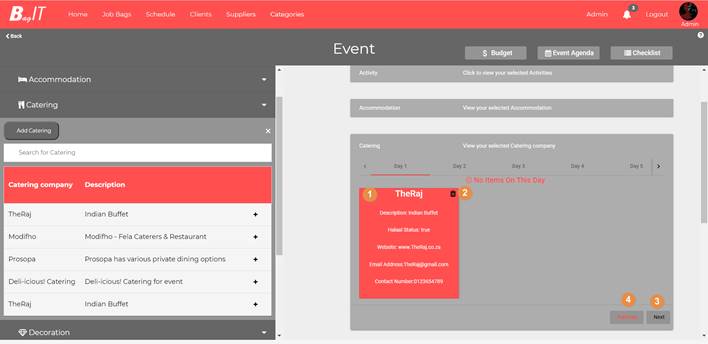 Bag IT
Home Job Bags Schedule Clients Suppliers Catagories Admin 3 Logout
Admin
Back
Event
$ Budget Event Agenda Checklist
Accommodation
Catering
Add Catering ×
Search for Catering
Catering company Description
TheRaj Indian Buffet +
Modifho Modifho - Fela Caterers & Restaurant +
Prosopa Prosopa has various private dining options +
Deli-icious! Catering Deli-icious! Catering for event +
TheRaj Indian Buffet +
Decoration
Activity Click to view your selected Activities
Accommodation View your selected Accommodation
Catering View your selected Catering company
Day 1 Day 2 Day 3 Day 4 Day 5
No Items On This Day
1 TheRaj 2
Description: Indian Buffet
Halaal Status: true
Website: www.TheRaj.co.za
Email Address:TheRaj@gmail.com
Contact Number:0123654789
4 3
Previous Next